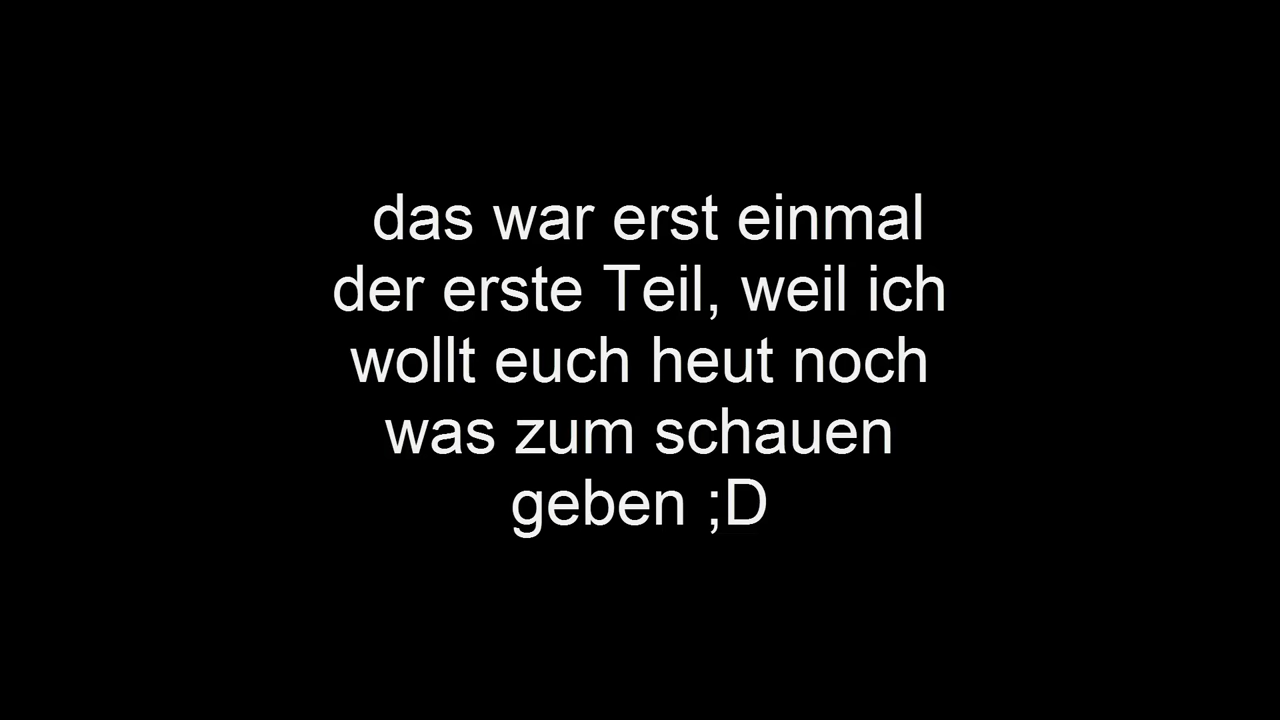 das war erst einmal
der erste Teil, weil ich
wollt euch heut noch
was zum schauen
geben ;D